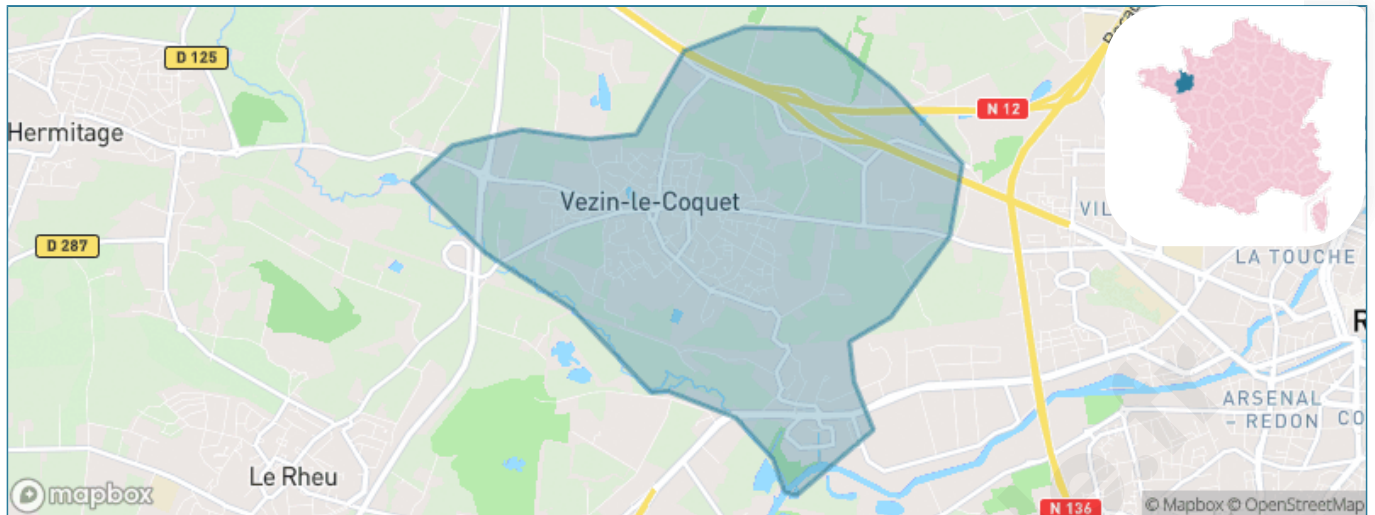 D 125
N 12
Hermitage
Vezin-le-Coquet
VIL
D 287
LA TOUCHE
R
ARSENAL
– REDON
CO
Le Rheu
mapbox
© Mapbox © OpenStreetMap
N 136